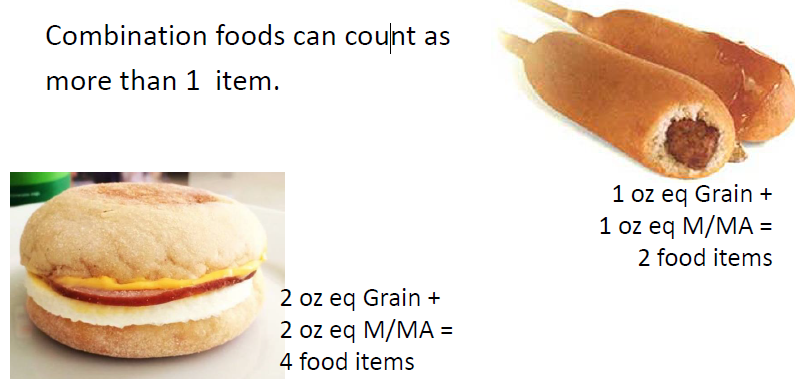 Combination foods can count as
more than 1 item.
1 oz eq Grain +
1 oz eq M/MA =
2 food items
2 oz eq Grain +
2 oz eq M/MA =
4 food items